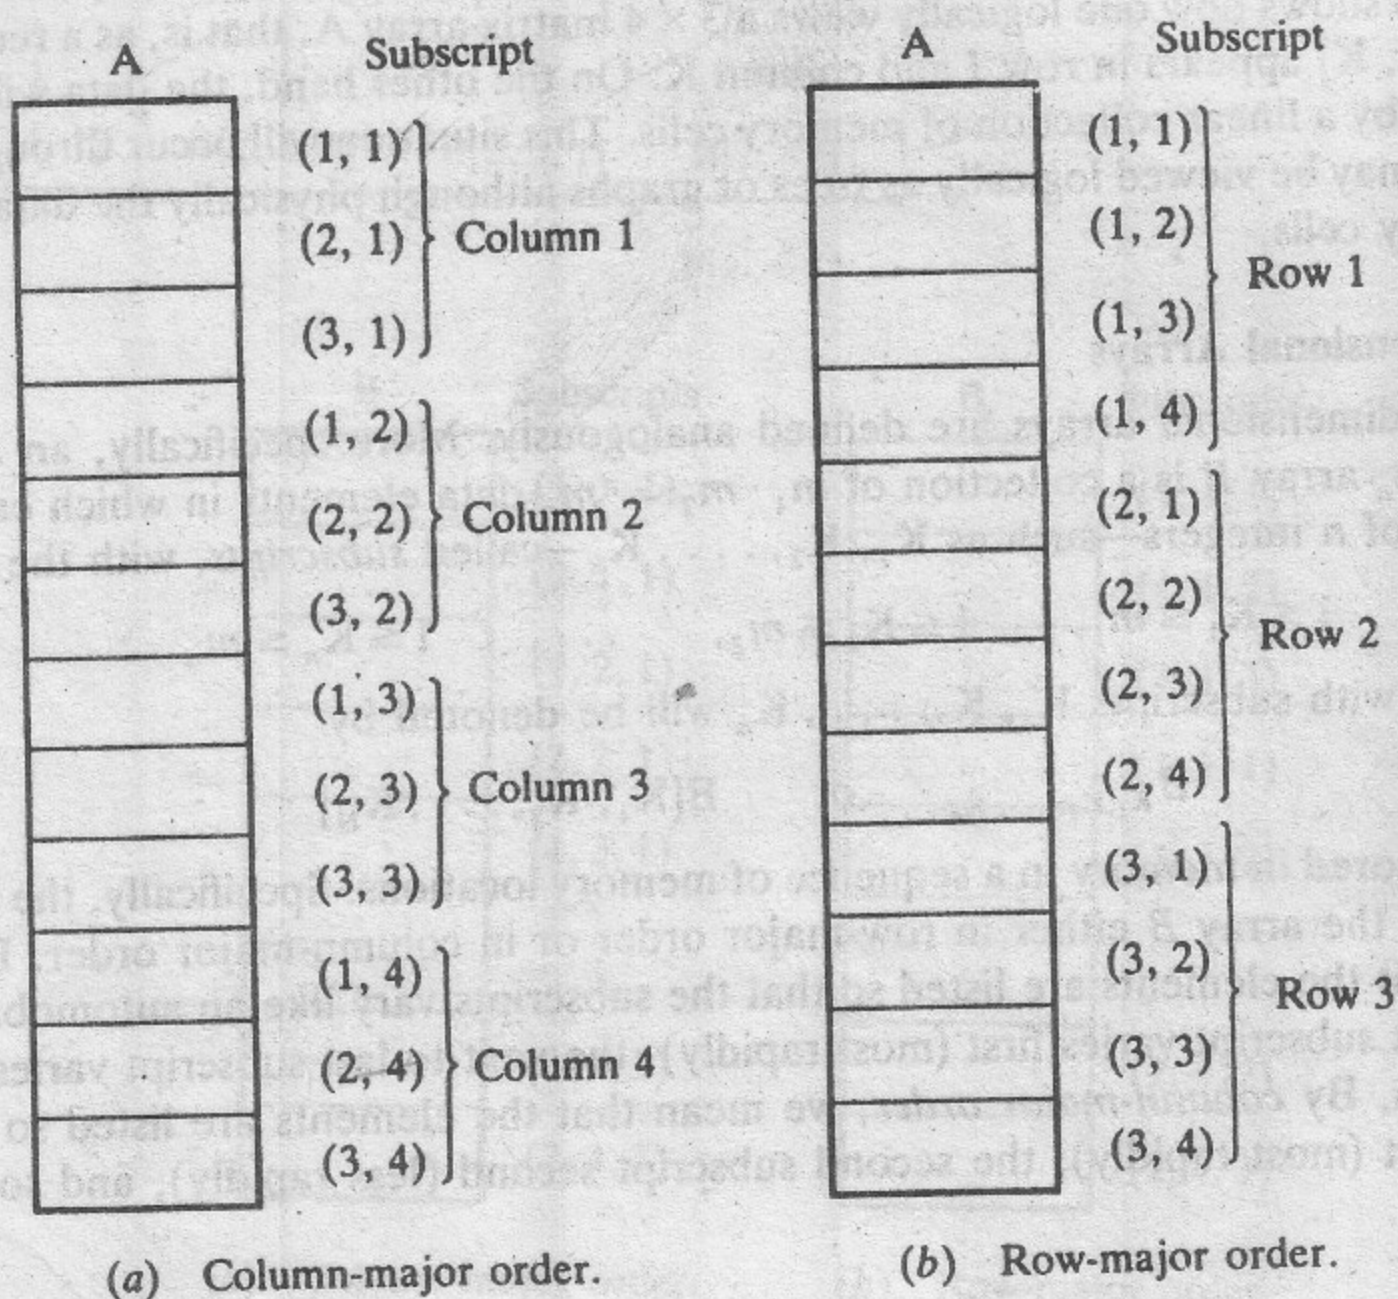 A Subscript
(1, 1)
(2, 1) Column 1
(3, 1)
(1, 2)
(2, 2) Column 2
(3, 2)
(1, 3)
(2, 3) Column 3
(3, 3)
(1, 4)
(2, 4) Column 4
(3, 4)
(a) Column-major order.
A Subscript
(1, 1)
(1, 2)
Row 1
(1, 3)
(1, 4)
(2, 1)
(2, 2)
Row 2
(2, 3)
(2, 4)
(3, 1)
(3, 2)
Row 3
(3, 3)
(3, 4)
(b) Row-major order.